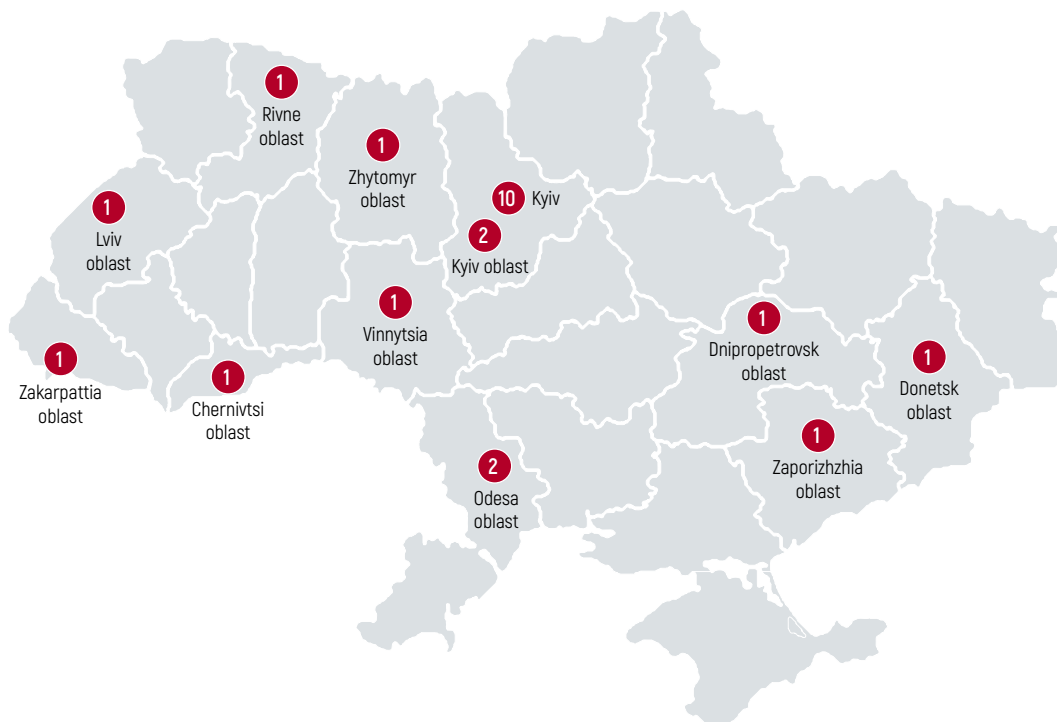 1
Rivne
oblast
1
Zhytomyr
oblast
10 Kyiv
2
Kyiv oblast
1
Lviv
oblast
1
Vinnytsia
oblast
1
Dnipropetrovsk
oblast
1
Zakarpattia
oblast
1
Chernivtsi
oblast
1
Donetsk
oblast
1
Zaporizhzhia
oblast
2
Odesa
oblast